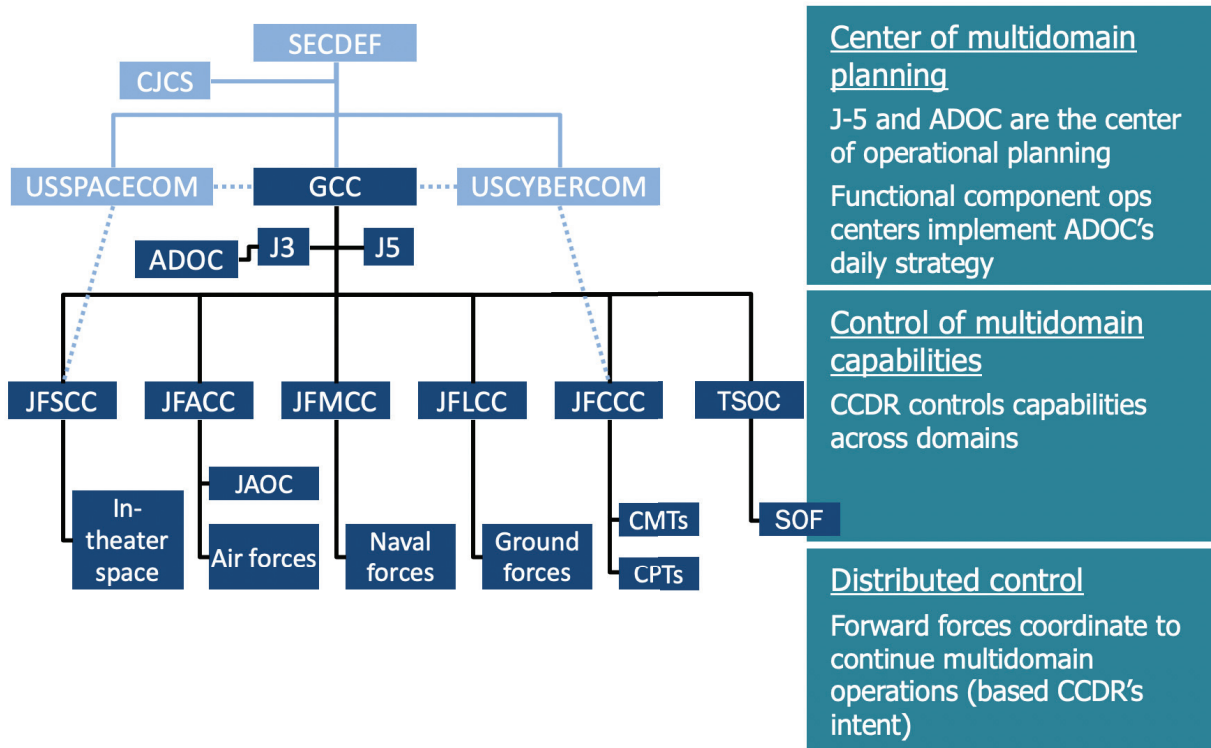 SECDEF
CJCS
USSPACECOM
GCC
USCYBERCOM
ADOC
J3
J5
JFSCC
JFACC
JFMCC
JFLCC
JFCCC
TSOC
JAOC
In-
theater
space
Air forces
Naval
forces
Ground
forces
CMTs
CPTs
SOF
Center of multidomain
planning
J-5 and ADOC are the center
of operational planning
Functional component ops
centers implement ADOC's
daily strategy
Control of multidomain
capabilities
CCDR controls capabilities
across domains
Distributed control
Forward forces coordinate to
continue multidomain
operations (based CCDR's
intent)